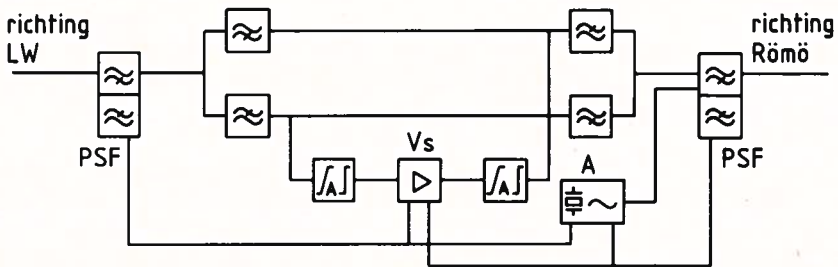 richting
LW
richting
Römö
PSF
Vs
A
PSF
A
A